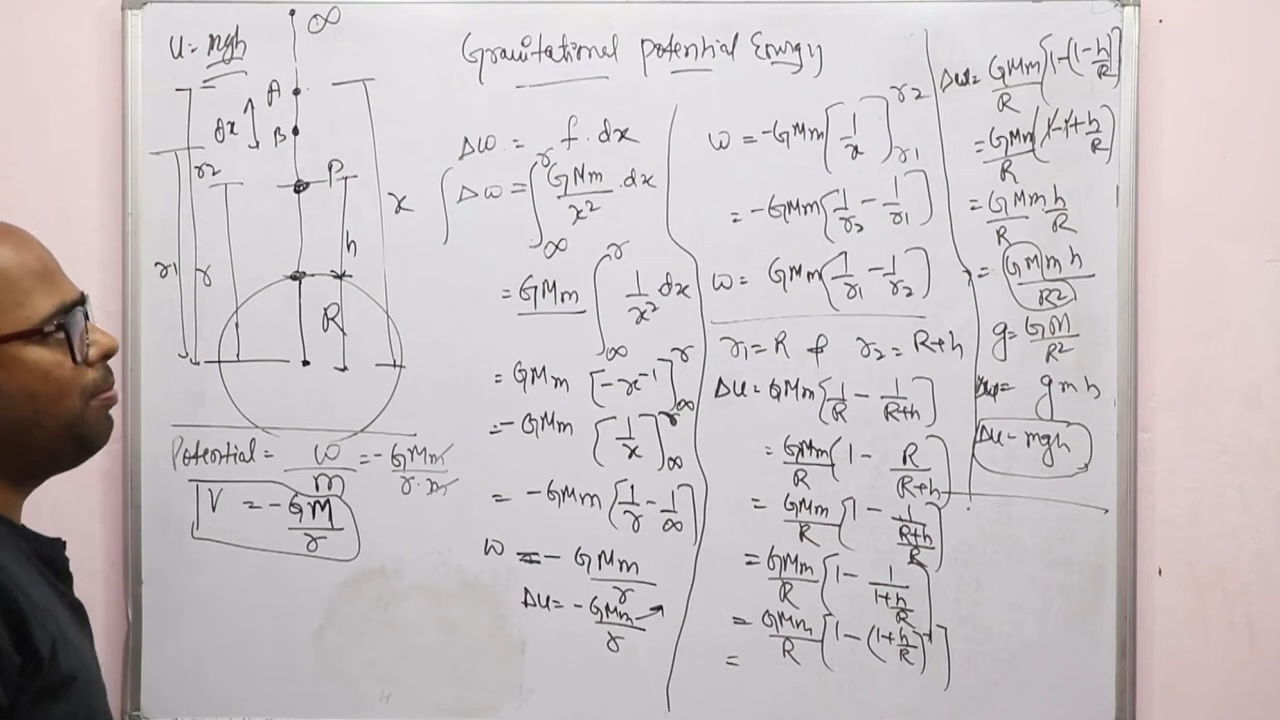 Gravitational Potential Energy
U = mgh
∞
A
δx
B
r2
P
x
h
r1
r
R
Potential = W/m = -GMm/r·m
V = -GM/r
ΔW = f·dx
∫ΔW = ∫_∞^r GMm/x² ·dx
= GMm ∫_∞^r 1/x² dx
= GMm [-x⁻¹]_∞^r
= -GMm [1/x]_∞^r
= -GMm [1/r - 1/∞]
W = -GMm/r
ΔU = -GMm/r
W = -GMm [1/x]_r1^r2
= -GMm [1/r2 - 1/r1]
W = GMm [1/r1 - 1/r2]
r1 = R & r2 = R+h
ΔU = GMm [1/R - 1/(R+h)]
= GMm/R (1 - R/(R+h))
= GMm/R [1 - 1/((R+h)/R)]
= GMm/R [1 - 1/(1+h/R)]
= GMm/R [1 - (1+h/R)⁻¹]
=
ΔU = GMm/R [1-(1-h/R)]
= GMm/R (1-1+h/R)
= GMm/R h/R
= GMmh/R²
g = GM/R²
= gmh
ΔU = mgh